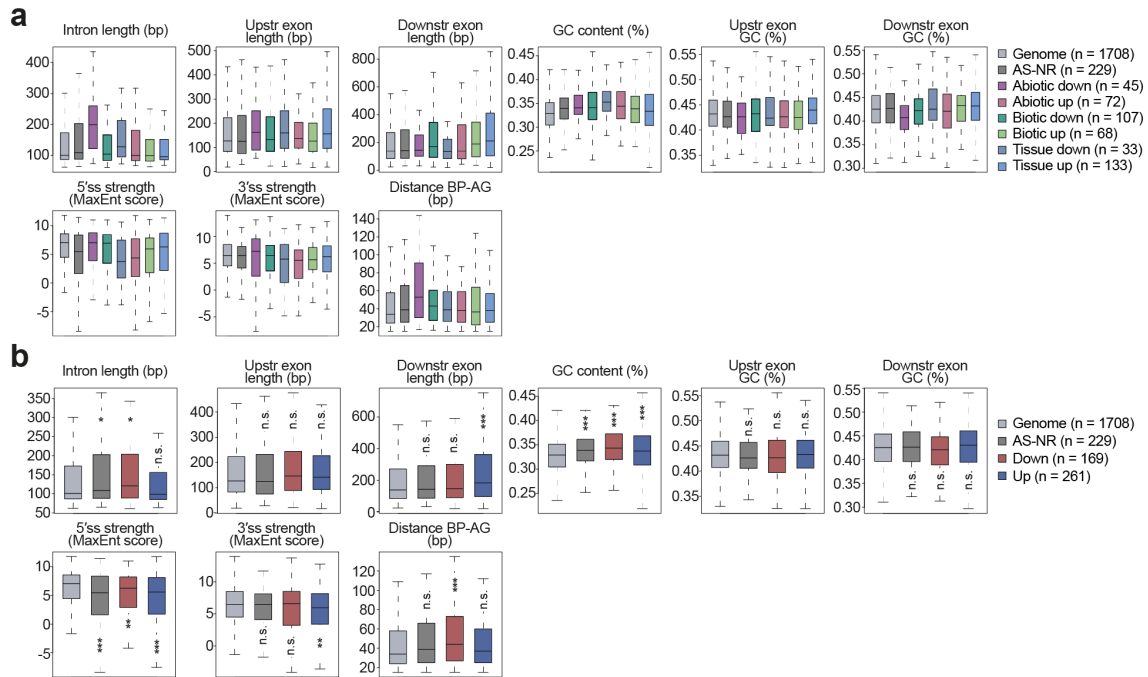 a
Intron length (bp)
400
300
200
100
Upstr exon
length (bp)
500
400
300
200
100
0
Downstr exon
length (bp)
800
600
400
200
0
GC content (%)
0.45
0.40
0.35
0.30
0.25
Upstr exon
GC (%)
0.55
0.50
0.45
0.40
0.35
Downstr exon
GC (%)
0.55
0.50
0.45
0.40
0.35
0.30
Genome (n = 1708)
AS-NR (n = 229)
Abiotic down (n = 45)
Abiotic up (n = 72)
Biotic down (n = 107)
Biotic up (n = 68)
Tissue down (n = 33)
Tissue up (n = 133)
5′ss strength
(MaxEnt score)
10
5
0
-5
3′ss strength
(MaxEnt score)
10
5
0
-5
Distance BP-AG
(bp)
140
120
100
80
60
40
20
b
Intron length (bp)
350
300
250
200
150
100
50
*
*
n.s.
Upstr exon
length (bp)
400
300
200
100
0
n.s.
n.s.
n.s.
Downstr exon
length (bp)
600
400
200
0
n.s.
n.s.
***
GC content (%)
0.45
0.40
0.35
0.30
0.25
***
***
***
Upstr exon
GC (%)
0.55
0.50
0.45
0.40
0.35
n.s.
n.s.
n.s.
Downstr exon
GC (%)
0.55
0.50
0.45
0.40
0.35
0.30
n.s.
n.s.
n.s.
Genome (n = 1708)
AS-NR (n = 229)
Down (n = 169)
Up (n = 261)
5′ss strength
(MaxEnt score)
10
5
0
-5
***
**
***
3′ss strength
(MaxEnt score)
10
5
0
n.s.
n.s.
**
Distance BP-AG
(bp)
120
100
80
60
40
20
n.s.
***
n.s.